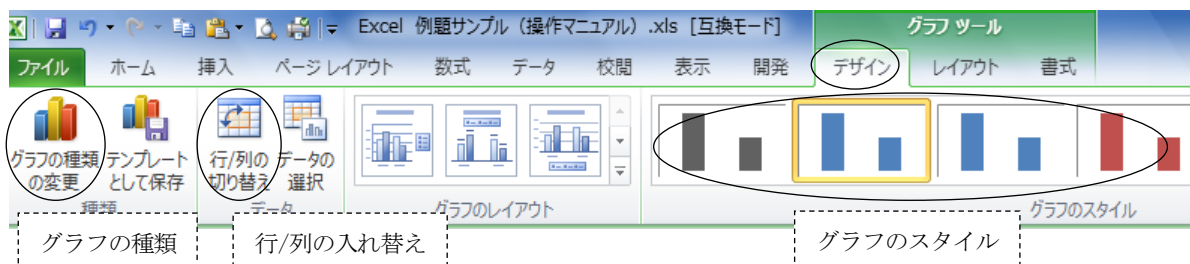 Excel 例題サンプル（操作マニュアル）.xls [互換モード]
グラフ ツール
ファイル ホーム 挿入 ページ レイアウト 数式 データ 校閲 表示 開発 デザイン レイアウト 書式
グラフの種類
の変更
テンプレート
として保存
行/列の
切り替え
データの
選択
種類 データ グラフのレイアウト グラフのスタイル
グラフの種類 行/列の入れ替え グラフのスタイル